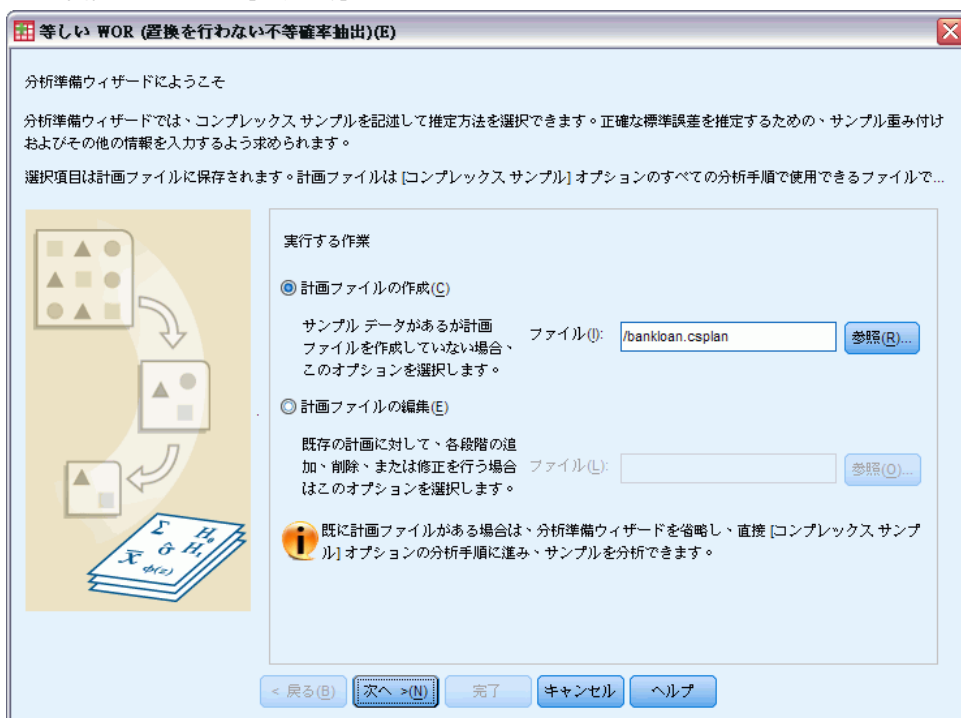 等しい WOR (置換を行わない不等確率抽出)(E)
分析準備ウィザードにようこそ
分析準備ウィザードでは、コンプレックス サンプルを記述して推定方法を選択できます。正確な標準誤差を推定するための、サンプル重み付け
およびその他の情報を入力するよう求められます。
選択項目は計画ファイルに保存されます。計画ファイルは [コンプレックス サンプル] オプションのすべての分析手順で使用できるファイルで...
実行する作業
計画ファイルの作成(C)
サンプル データがあるが計画
ファイルを作成していない場合、
このオプションを選択します。
ファイル(I): /bankloan.csplan 参照(R)...
計画ファイルの編集(E)
既存の計画に対して、各段階の追
加、削除、または修正を行う場合
はこのオプションを選択します。
ファイル(L): 参照(O)...
既に計画ファイルがある場合は、分析準備ウィザードを省略し、直接 [コンプレックス サンプ
ル] オプションの分析手順に進み、サンプルを分析できます。
Σ H₀
σ̂ H₁
X̅ φ(z)
< 戻る(B) 次へ >(N) 完了 キャンセル ヘルプ